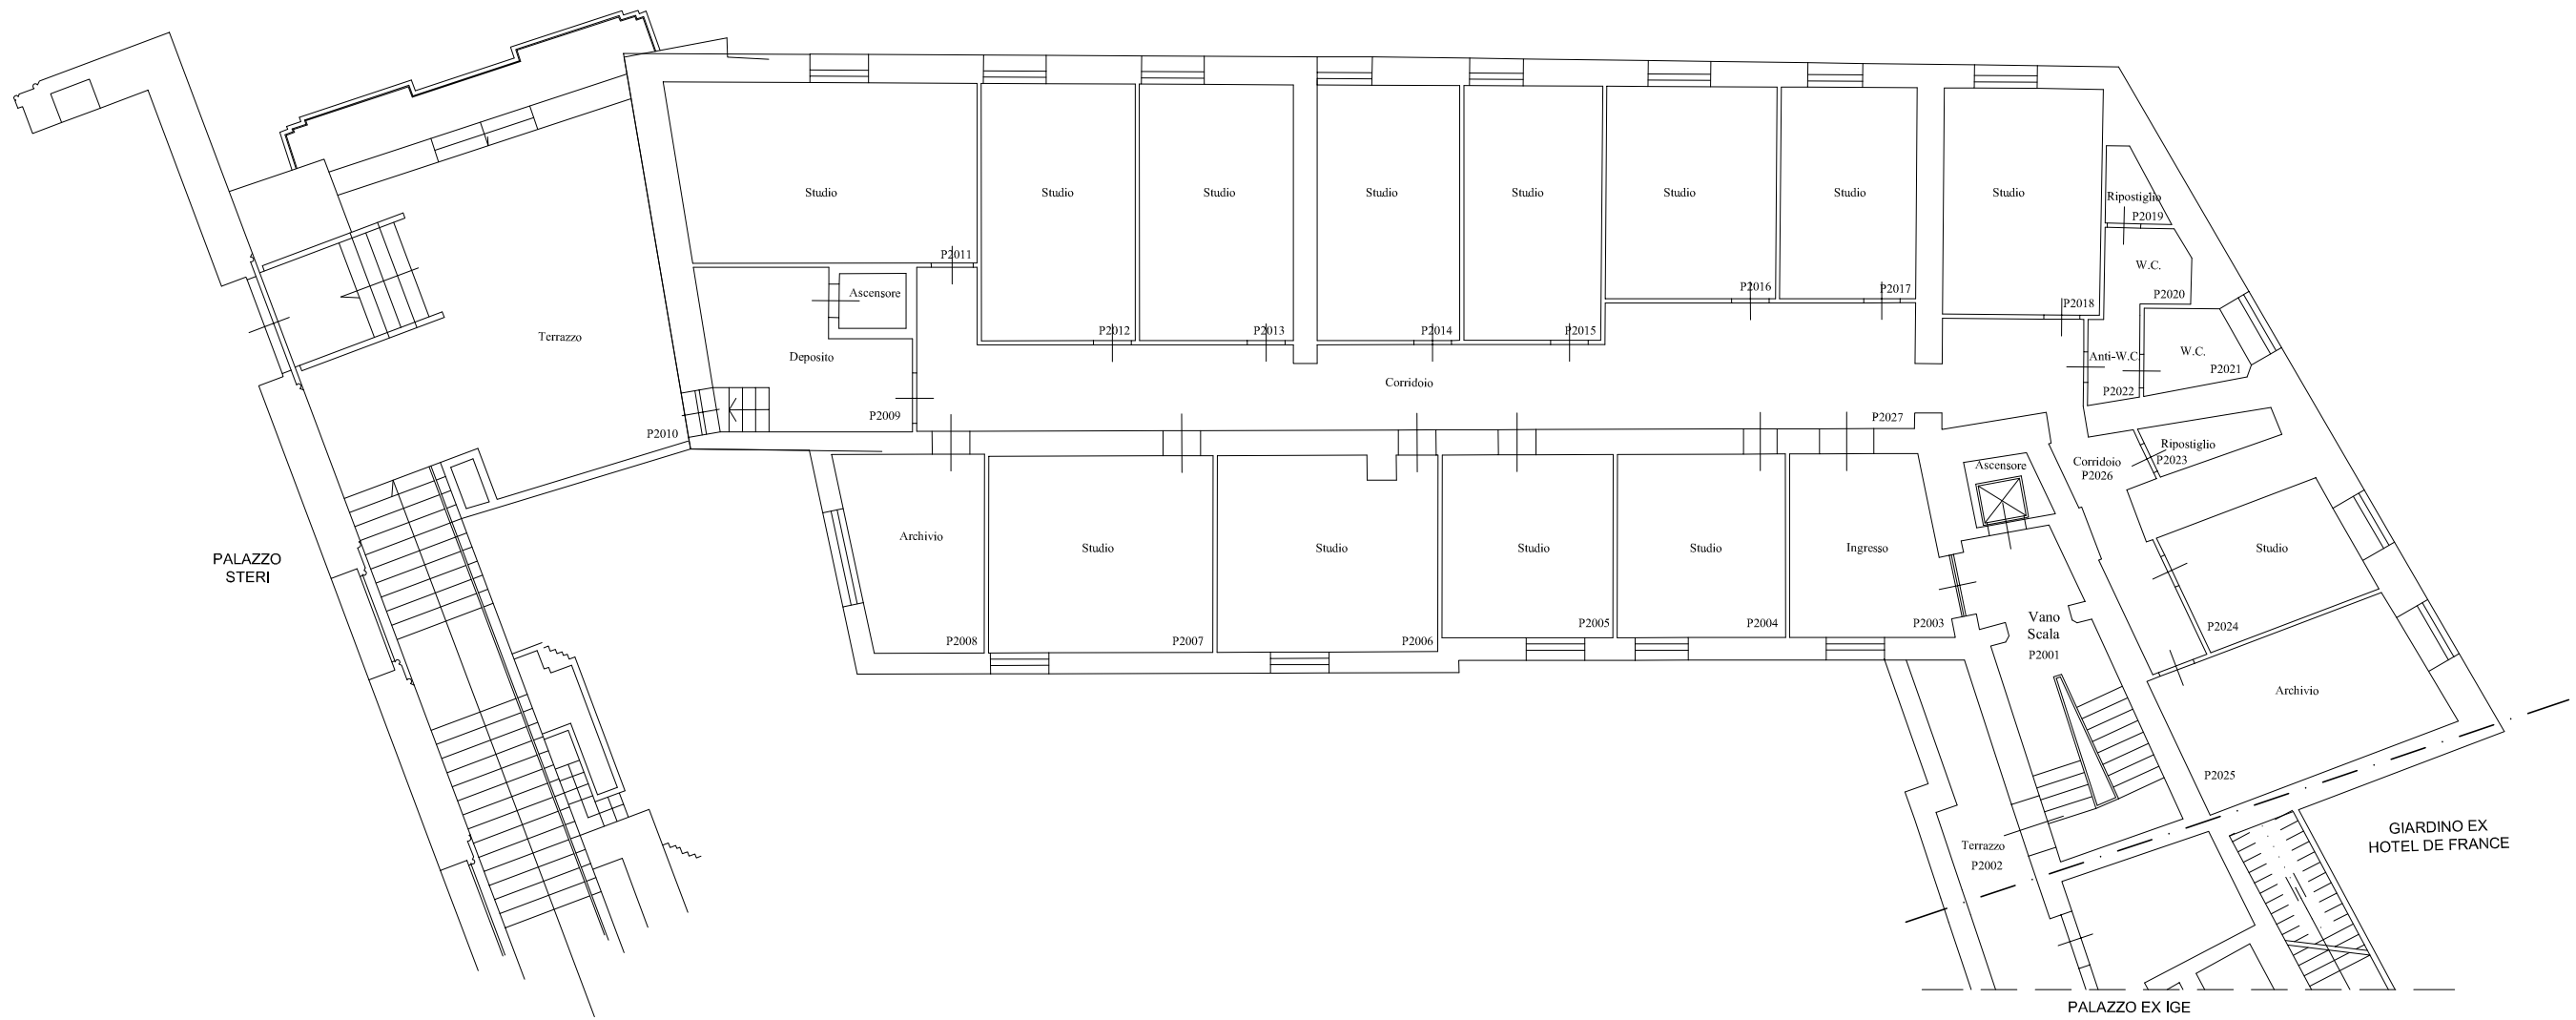 Studio
P2011
Studio
P2012
Studio
P2013
Studio
P2014
Studio
P2015
Studio
P2016
Studio
P2017
Studio
P2018
Ripostiglio
P2019
W.C.
P2020
W.C.
P2021
Anti-W.C.
P2022
Ascensore
Deposito
P2009
Terrazzo
P2010
Corridoio
P2027
Ripostiglio
P2023
Corridoio
P2026
Ascensore
Archivio
P2008
Studio
P2007
Studio
P2006
Studio
P2005
Studio
P2004
Ingresso
P2003
Vano
Scala
P2001
Studio
P2024
Archivio
P2025
Terrazzo
P2002
PALAZZO
STERI
GIARDINO EX
HOTEL DE FRANCE
PALAZZO EX IGE